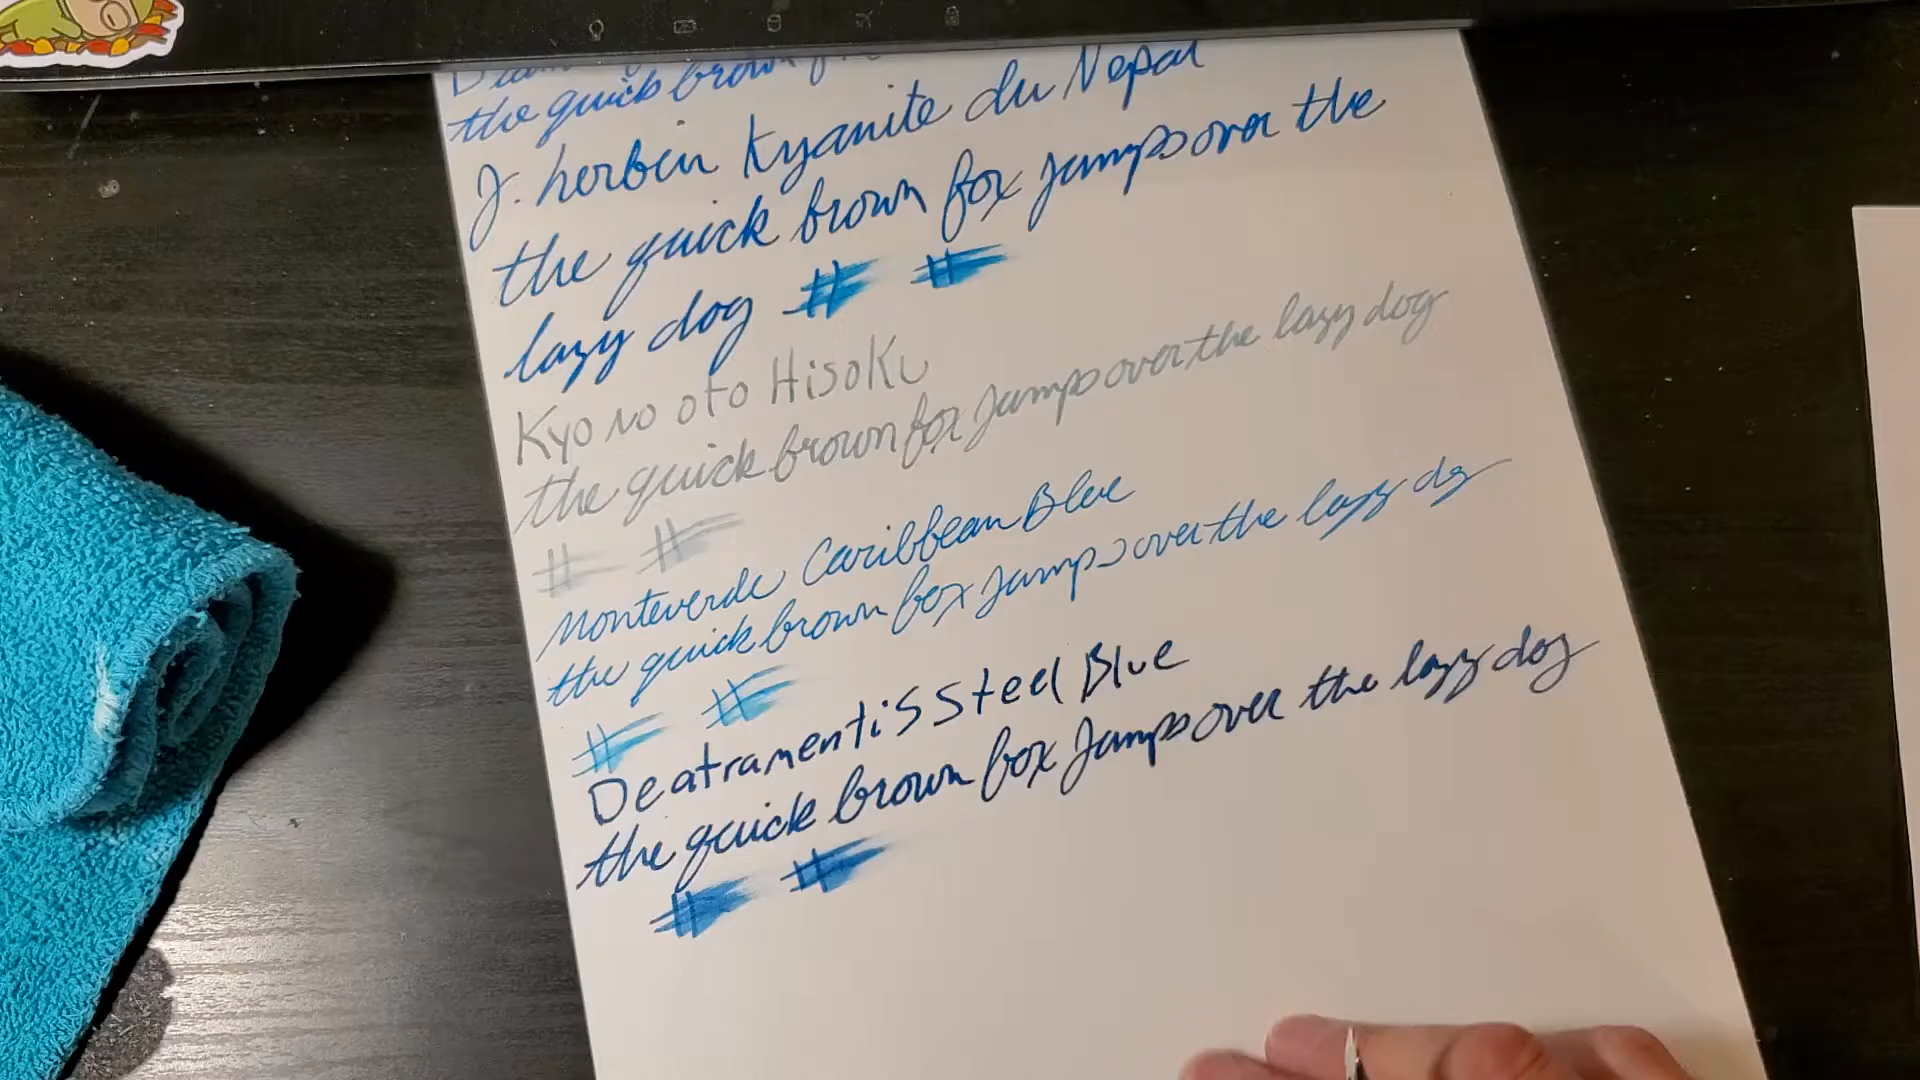 the quick brown
J. herbin Kyanite du Nepal
the quick brown fox jumps over the
lazy dog # #
Kyo no oto Hisoku
the quick brown fox jumps over the lazy dog
# #
Monteverde Caribbean Blue
the quick brown fox jumps over the lazy dog
# #
De atramentis Steel Blue
the quick brown fox jumps over the lazy dog
# #